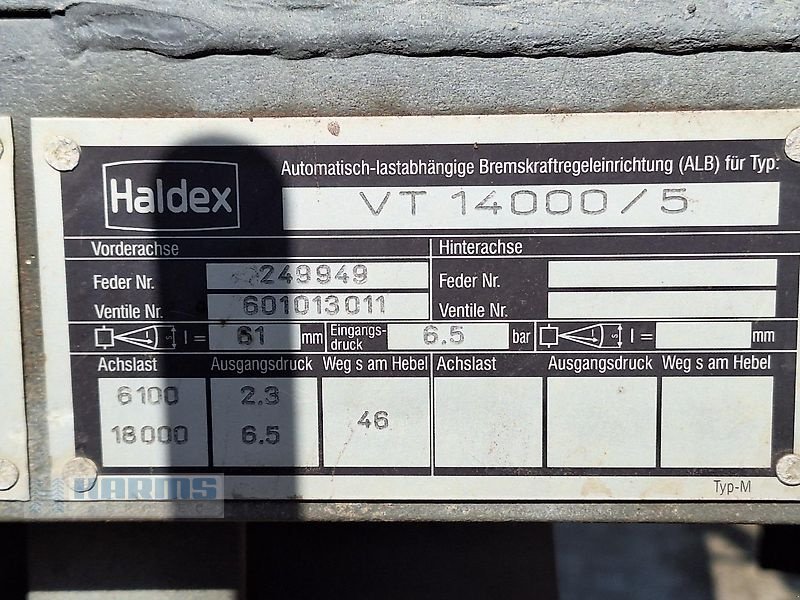 Haldex
Automatisch-lastabhängige Bremskraftregeleinrichtung (ALB) für Typ:
VT 14000/5
Vorderachse Hinterachse
Feder Nr. 249949 Feder Nr.
Ventile Nr. 601013011 Ventile Nr.
l = 61 mm Eingangs-druck 6.5 bar l = mm
Achslast Ausgangsdruck Weg s am Hebel Achslast Ausgangsdruck Weg s am Hebel
6100 2.3
46
18000 6.5
HARMS
Typ-M